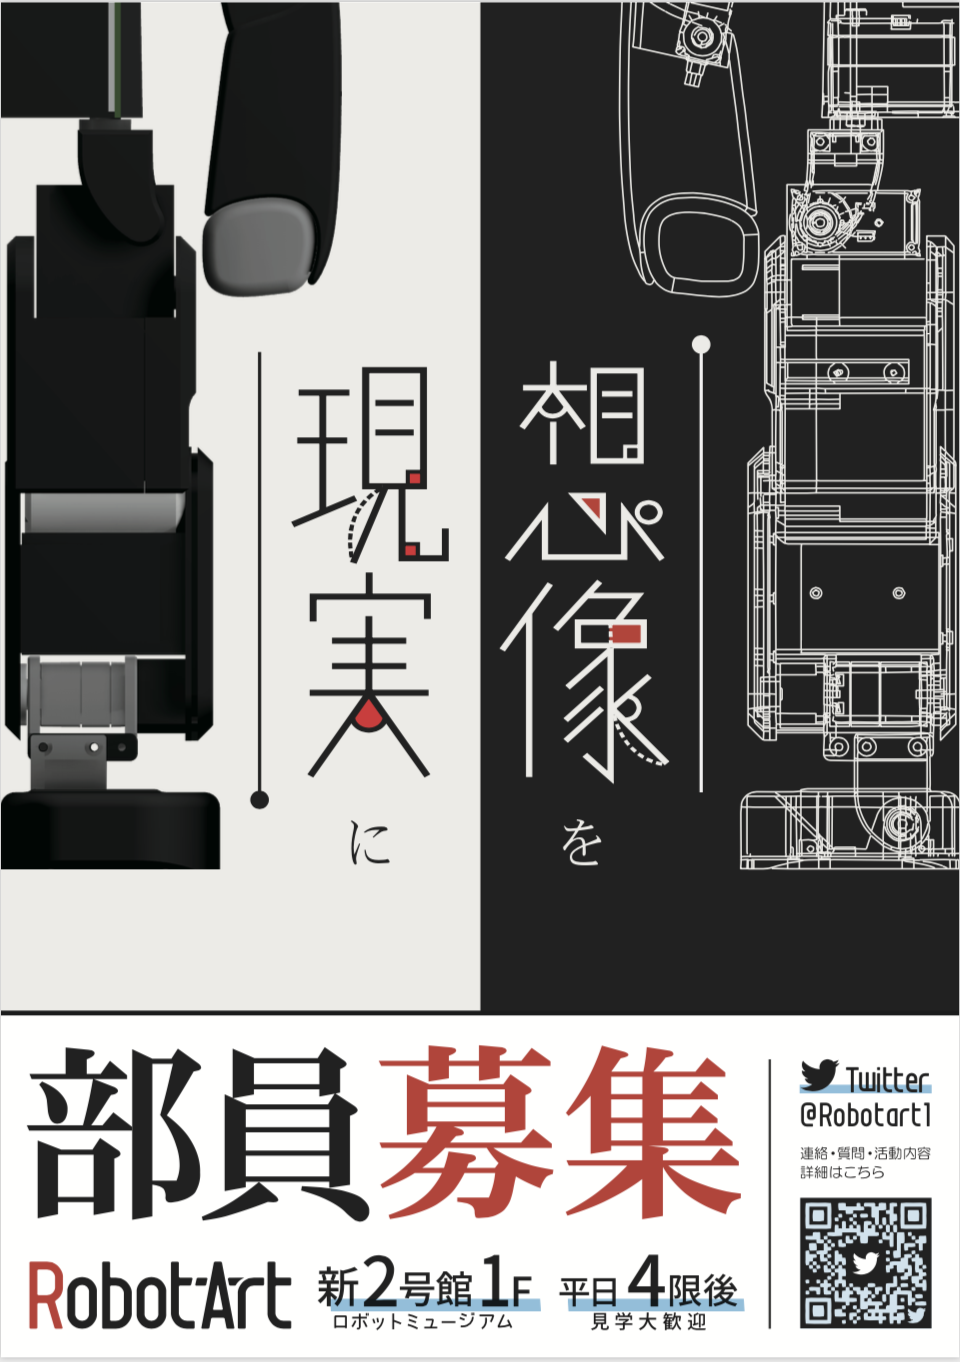 想像を
現実に
部員募集
RobotArt
新2号館1F
ロボットミュージアム
平日4限後
見学大歓迎
Twitter
@Robotart1
連絡・質問・活動内容
詳細はこちら